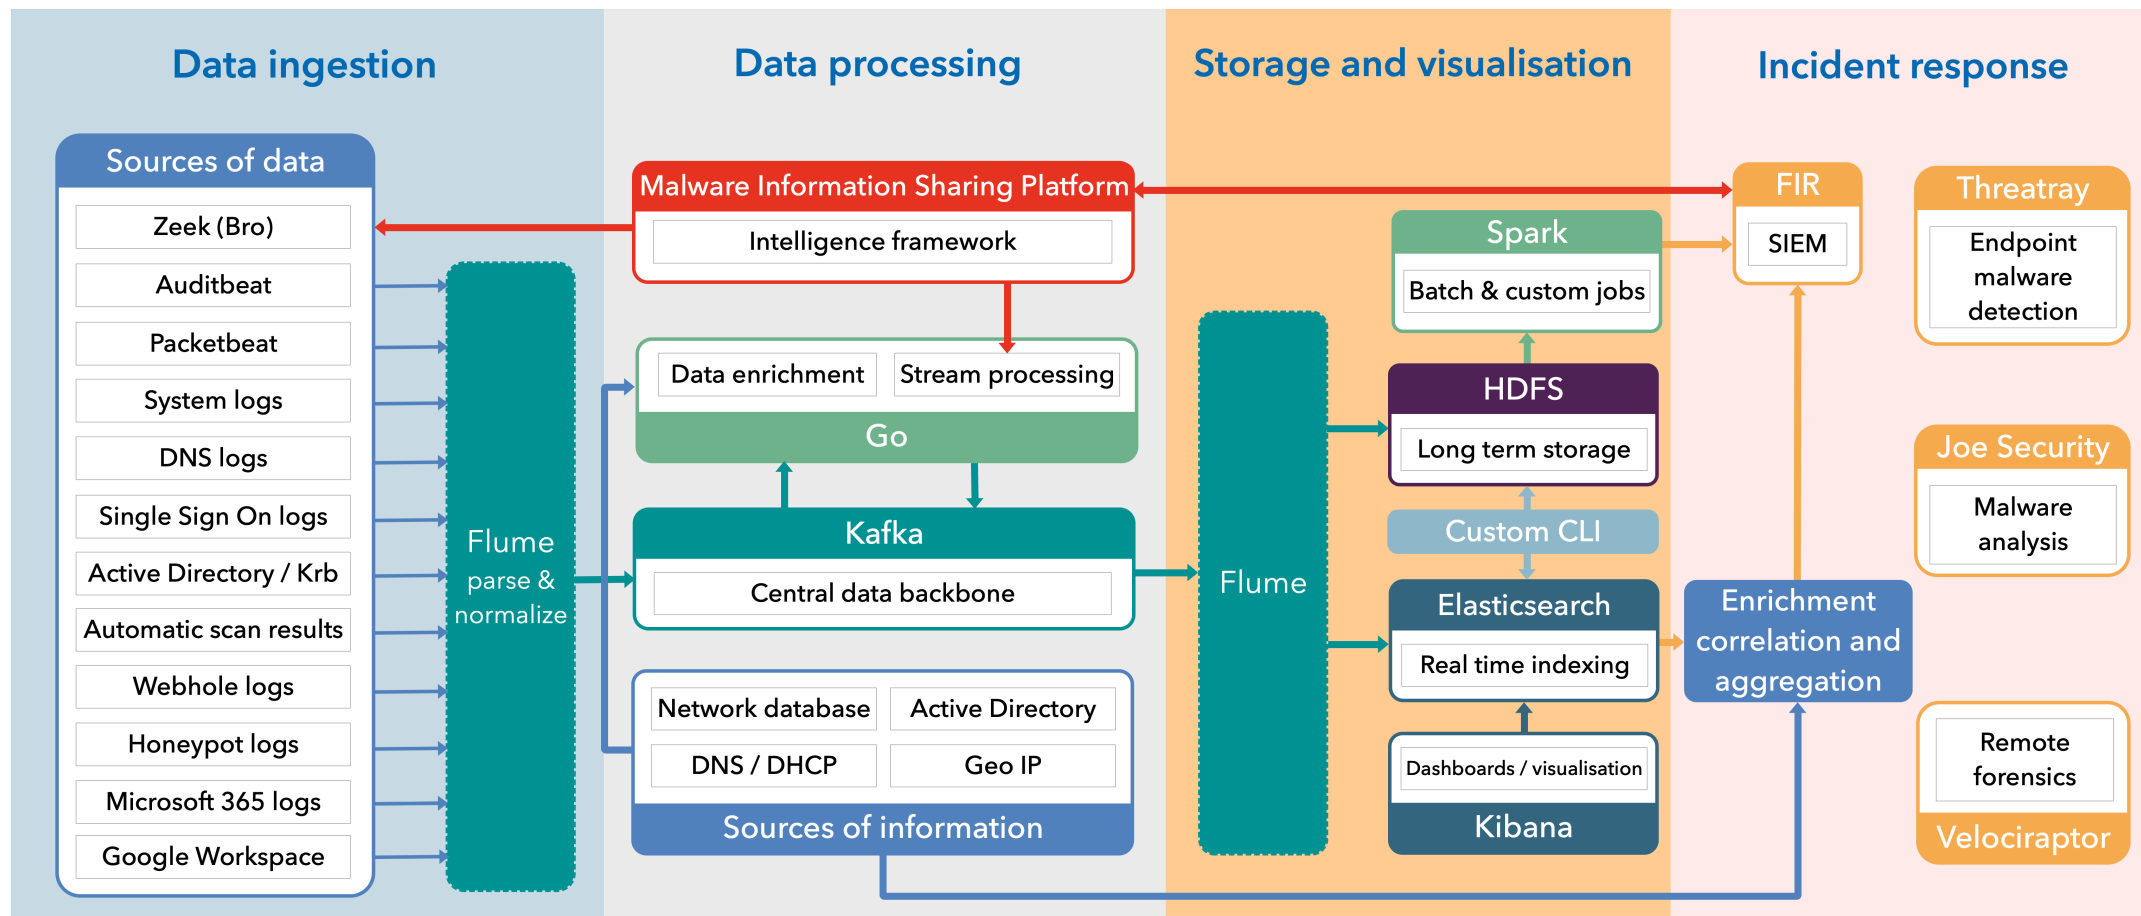 Data ingestion
Data processing
Storage and visualisation
Incident response
Sources of data
Zeek (Bro)
Auditbeat
Packetbeat
System logs
DNS logs
Single Sign On logs
Active Directory / Krb
Automatic scan results
Webhole logs
Honeypot logs
Microsoft 365 logs
Google Workspace
Flume
parse &
normalize
Malware Information Sharing Platform
Intelligence framework
Data enrichment
Stream processing
Go
Kafka
Central data backbone
Network database
Active Directory
DNS / DHCP
Geo IP
Sources of information
Flume
Spark
Batch & custom jobs
HDFS
Long term storage
Custom CLI
Elasticsearch
Real time indexing
Dashboards / visualisation
Kibana
FIR
SIEM
Enrichment
correlation and
aggregation
Threatray
Endpoint
malware
detection
Joe Security
Malware
analysis
Remote
forensics
Velociraptor